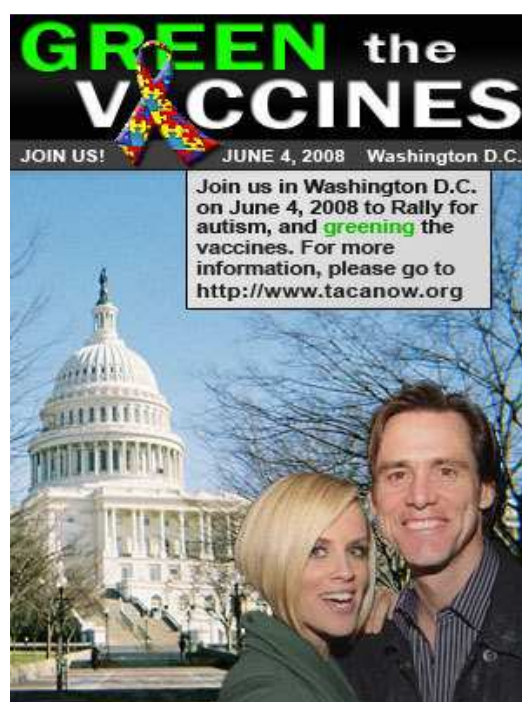 GREEN the
VACCINES
JOIN US! JUNE 4, 2008 Washington D.C.
Join us in Washington D.C.
on June 4, 2008 to Rally for
autism, and greening the
vaccines. For more
information, please go to
http://www.tacanow.org